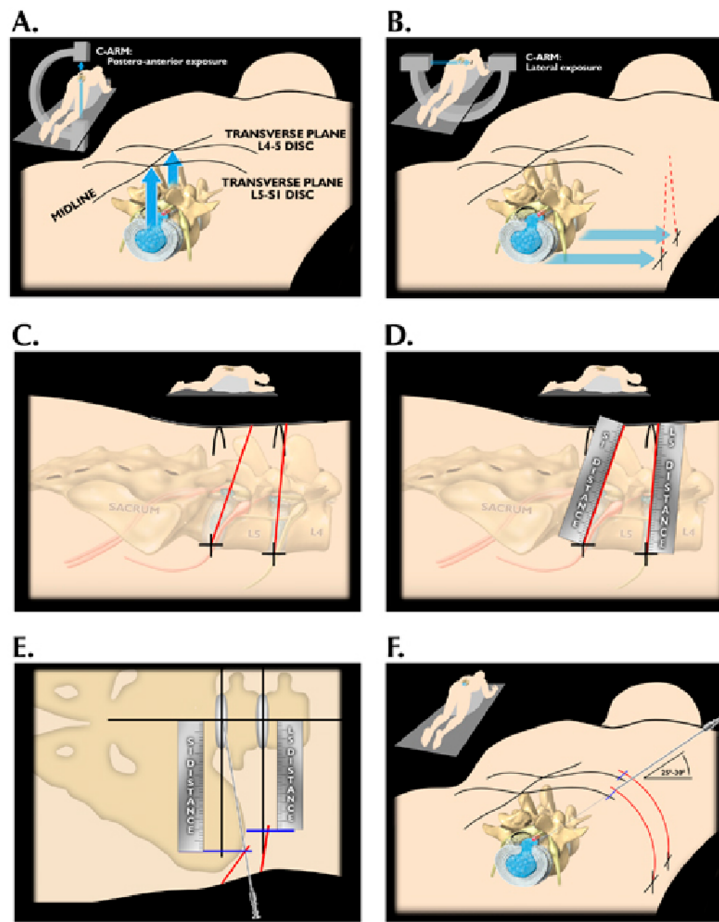 A.
C-ARM:
Postero-anterior exposure
TRANSVERSE PLANE
L4-5 DISC
TRANSVERSE PLANE
L5-S1 DISC
MIDLINE
B.
C-ARM:
Lateral exposure
C.
SACRUM
L5
L4
D.
S1 DISTANCE
L5 DISTANCE
SACRUM
L5
L4
E.
S1 DISTANCE
L5 DISTANCE
F.
25°-30°